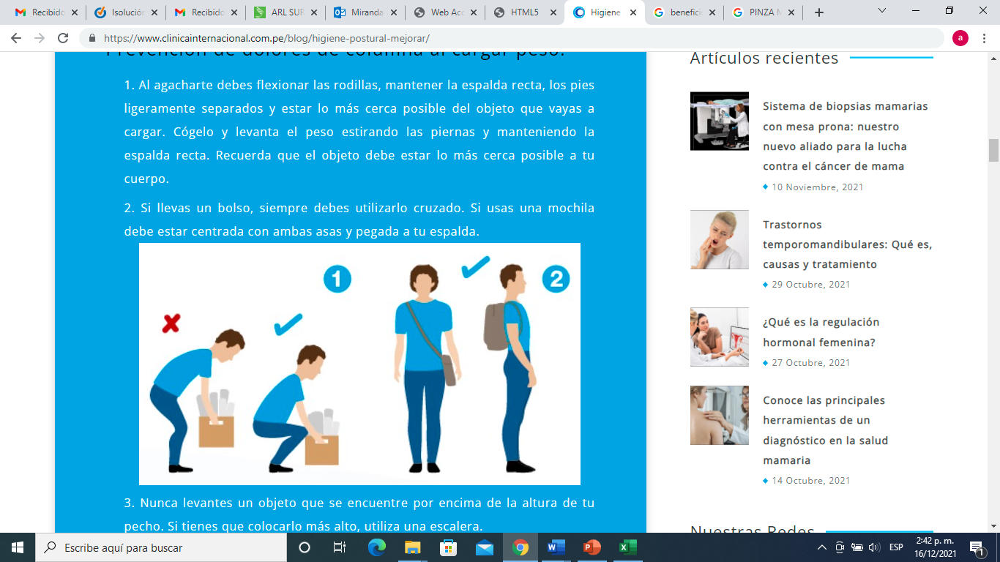 Recibido
Isolución
Recibido
ARL SUR
Miranda
Web Acc
HTML5
Higiene
benefici
PINZA M
https://www.clinicainternacional.com.pe/blog/higiene-postural-mejorar/
a
Prevención de dolores de columna al cargar peso:
1. Al agacharte debes flexionar las rodillas, mantener la espalda recta, los pies
ligeramente separados y estar lo más cerca posible del objeto que vayas a
cargar. Cógelo y levanta el peso estirando las piernas y manteniendo la
espalda recta. Recuerda que el objeto debe estar lo más cerca posible a tu
cuerpo.
2. Si llevas un bolso, siempre debes utilizarlo cruzado. Si usas una mochila
debe estar centrada con ambas asas y pegada a tu espalda.
1
2
3. Nunca levantes un objeto que se encuentre por encima de la altura de tu
pecho. Si tienes que colocarlo más alto, utiliza una escalera.
Artículos recientes
Sistema de biopsias mamarias
con mesa prona: nuestro
nuevo aliado para la lucha
contra el cáncer de mama
10 Noviembre, 2021
Trastornos
temporomandibulares: Qué es,
causas y tratamiento
29 Octubre, 2021
¿Qué es la regulación
hormonal femenina?
27 Octubre, 2021
Conoce las principales
herramientas de un
diagnóstico en la salud
mamaria
14 Octubre, 2021
Nuestras Redes
Escribe aquí para buscar
W
P
X
ESP
2:42 p. m.
16/12/2021
1